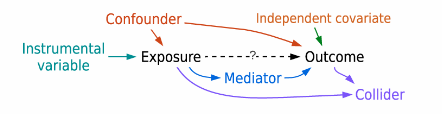 Confounder
Independent covariate
Instrumental
variable
Exposure
?
Outcome
Mediator
Collider